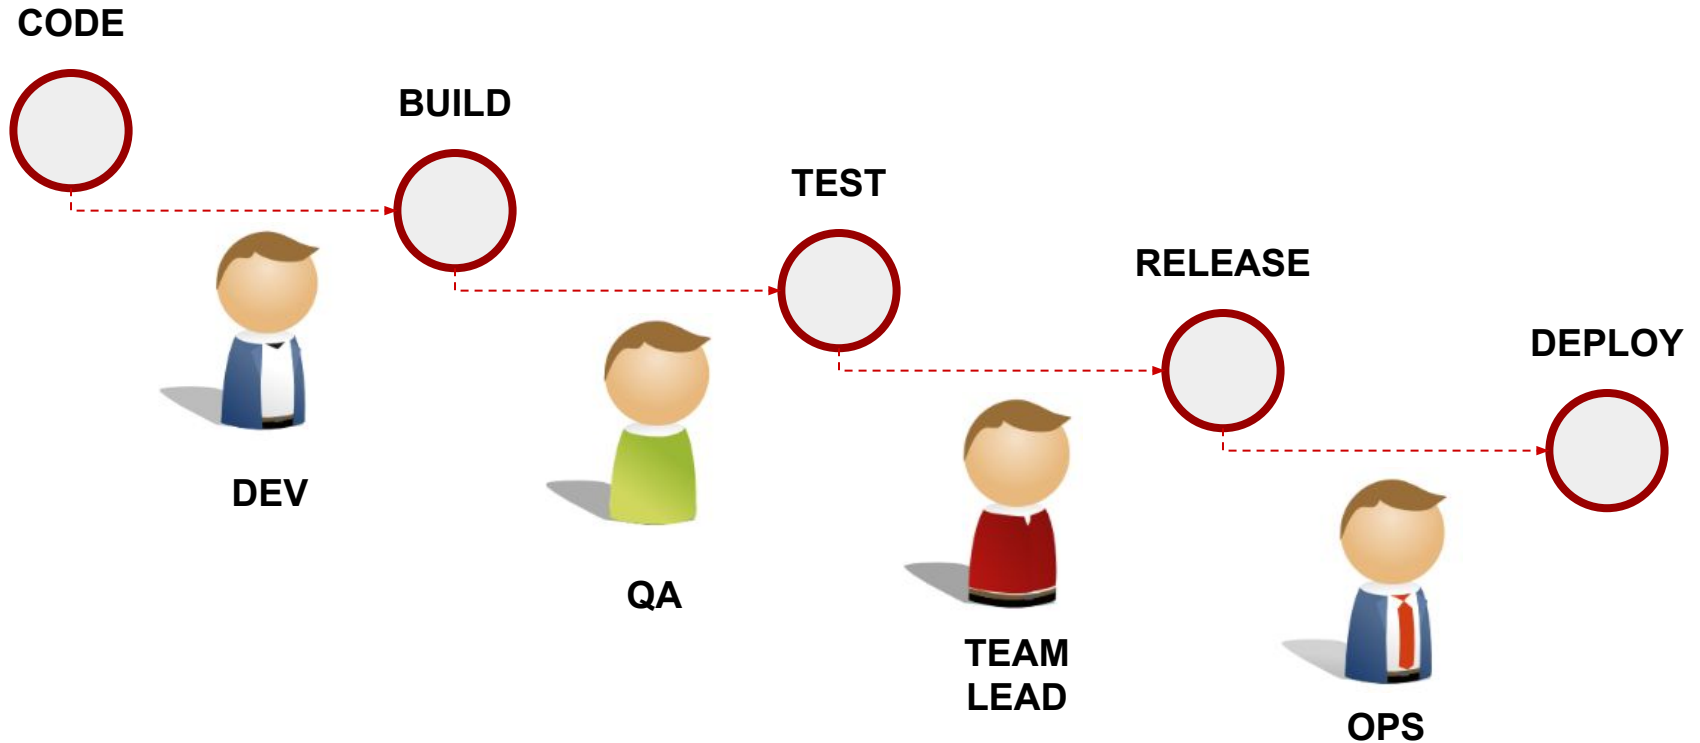 CODE
BUILD
TEST
RELEASE
DEPLOY
DEV
QA
TEAM
LEAD
OPS